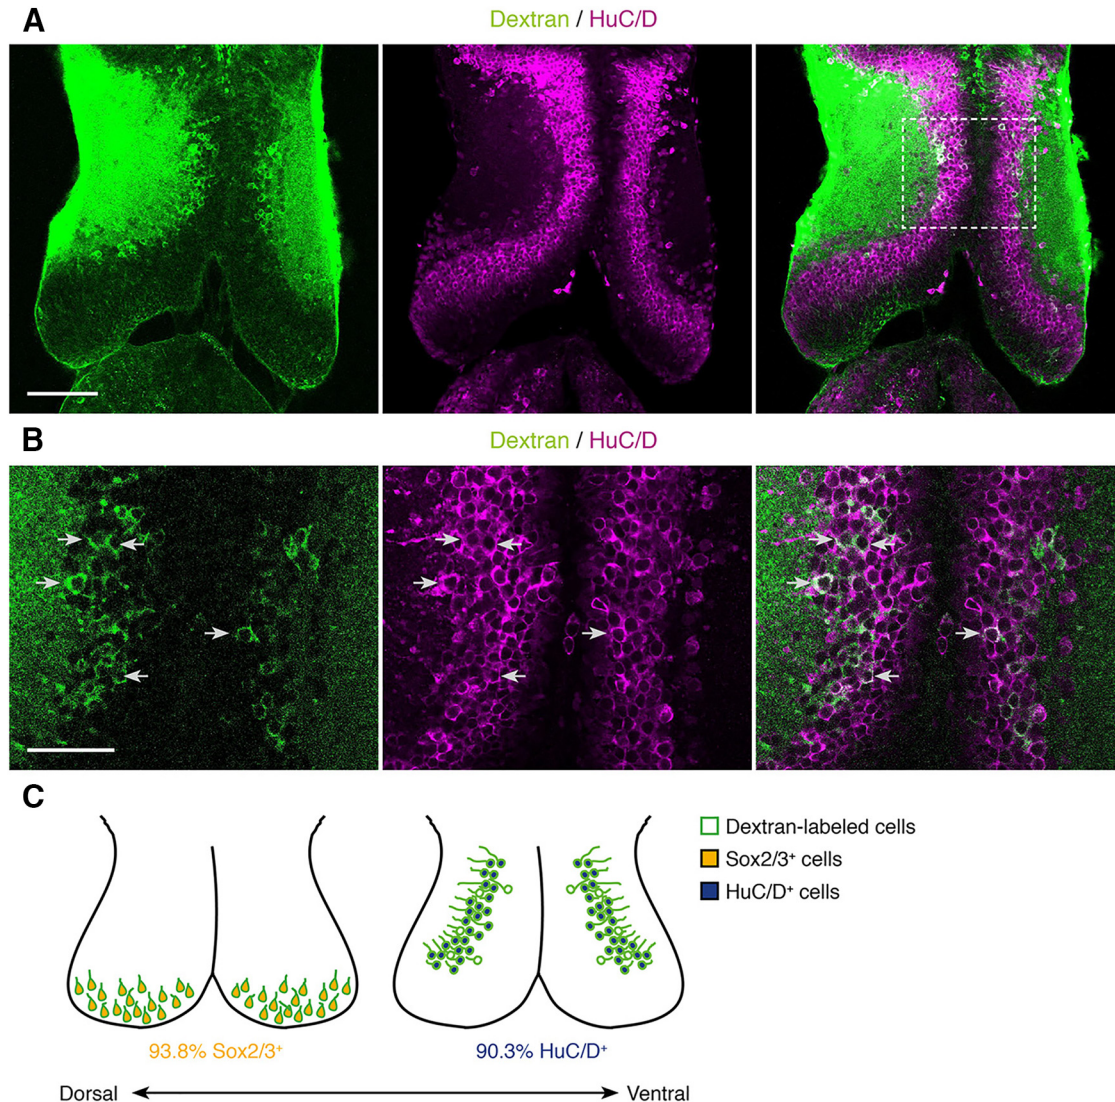 A
Dextran / HuC/D
B
Dextran / HuC/D
C
Dextran-labeled cells
Sox2/3⁺ cells
HuC/D⁺ cells
93.8% Sox2/3⁺
90.3% HuC/D⁺
Dorsal
Ventral